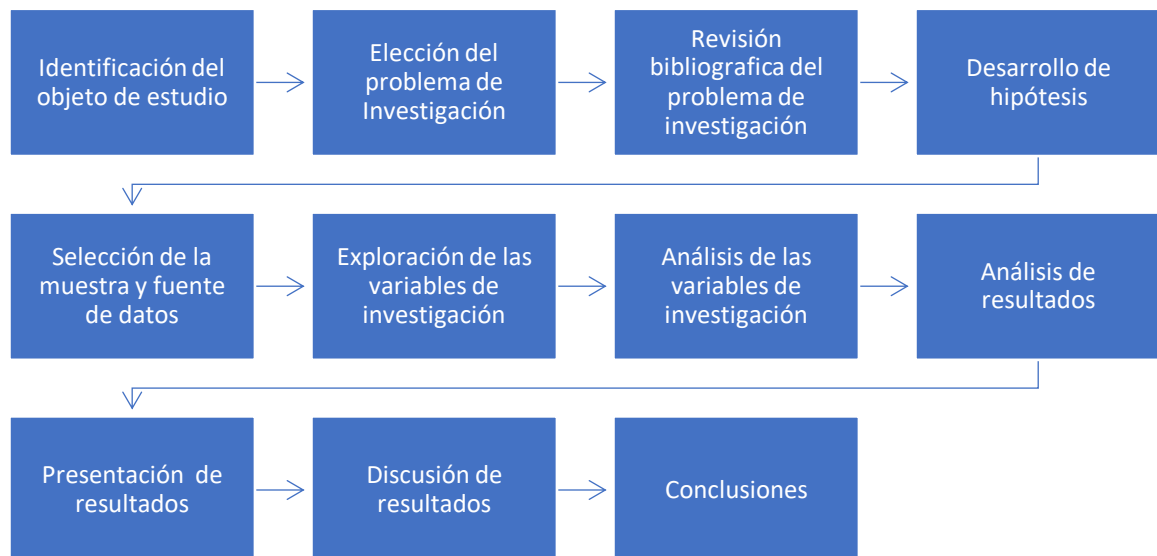 Identificación del
objeto de estudio
Elección del
problema de
Investigación
Revisión
bibliografica del
problema de
investigación
Desarrollo de
hipótesis
Selección de la
muestra y fuente
de datos
Exploración de las
variables de
investigación
Análisis de las
variables de
investigación
Análisis de
resultados
Presentación de
resultados
Discusión de
resultados
Conclusiones